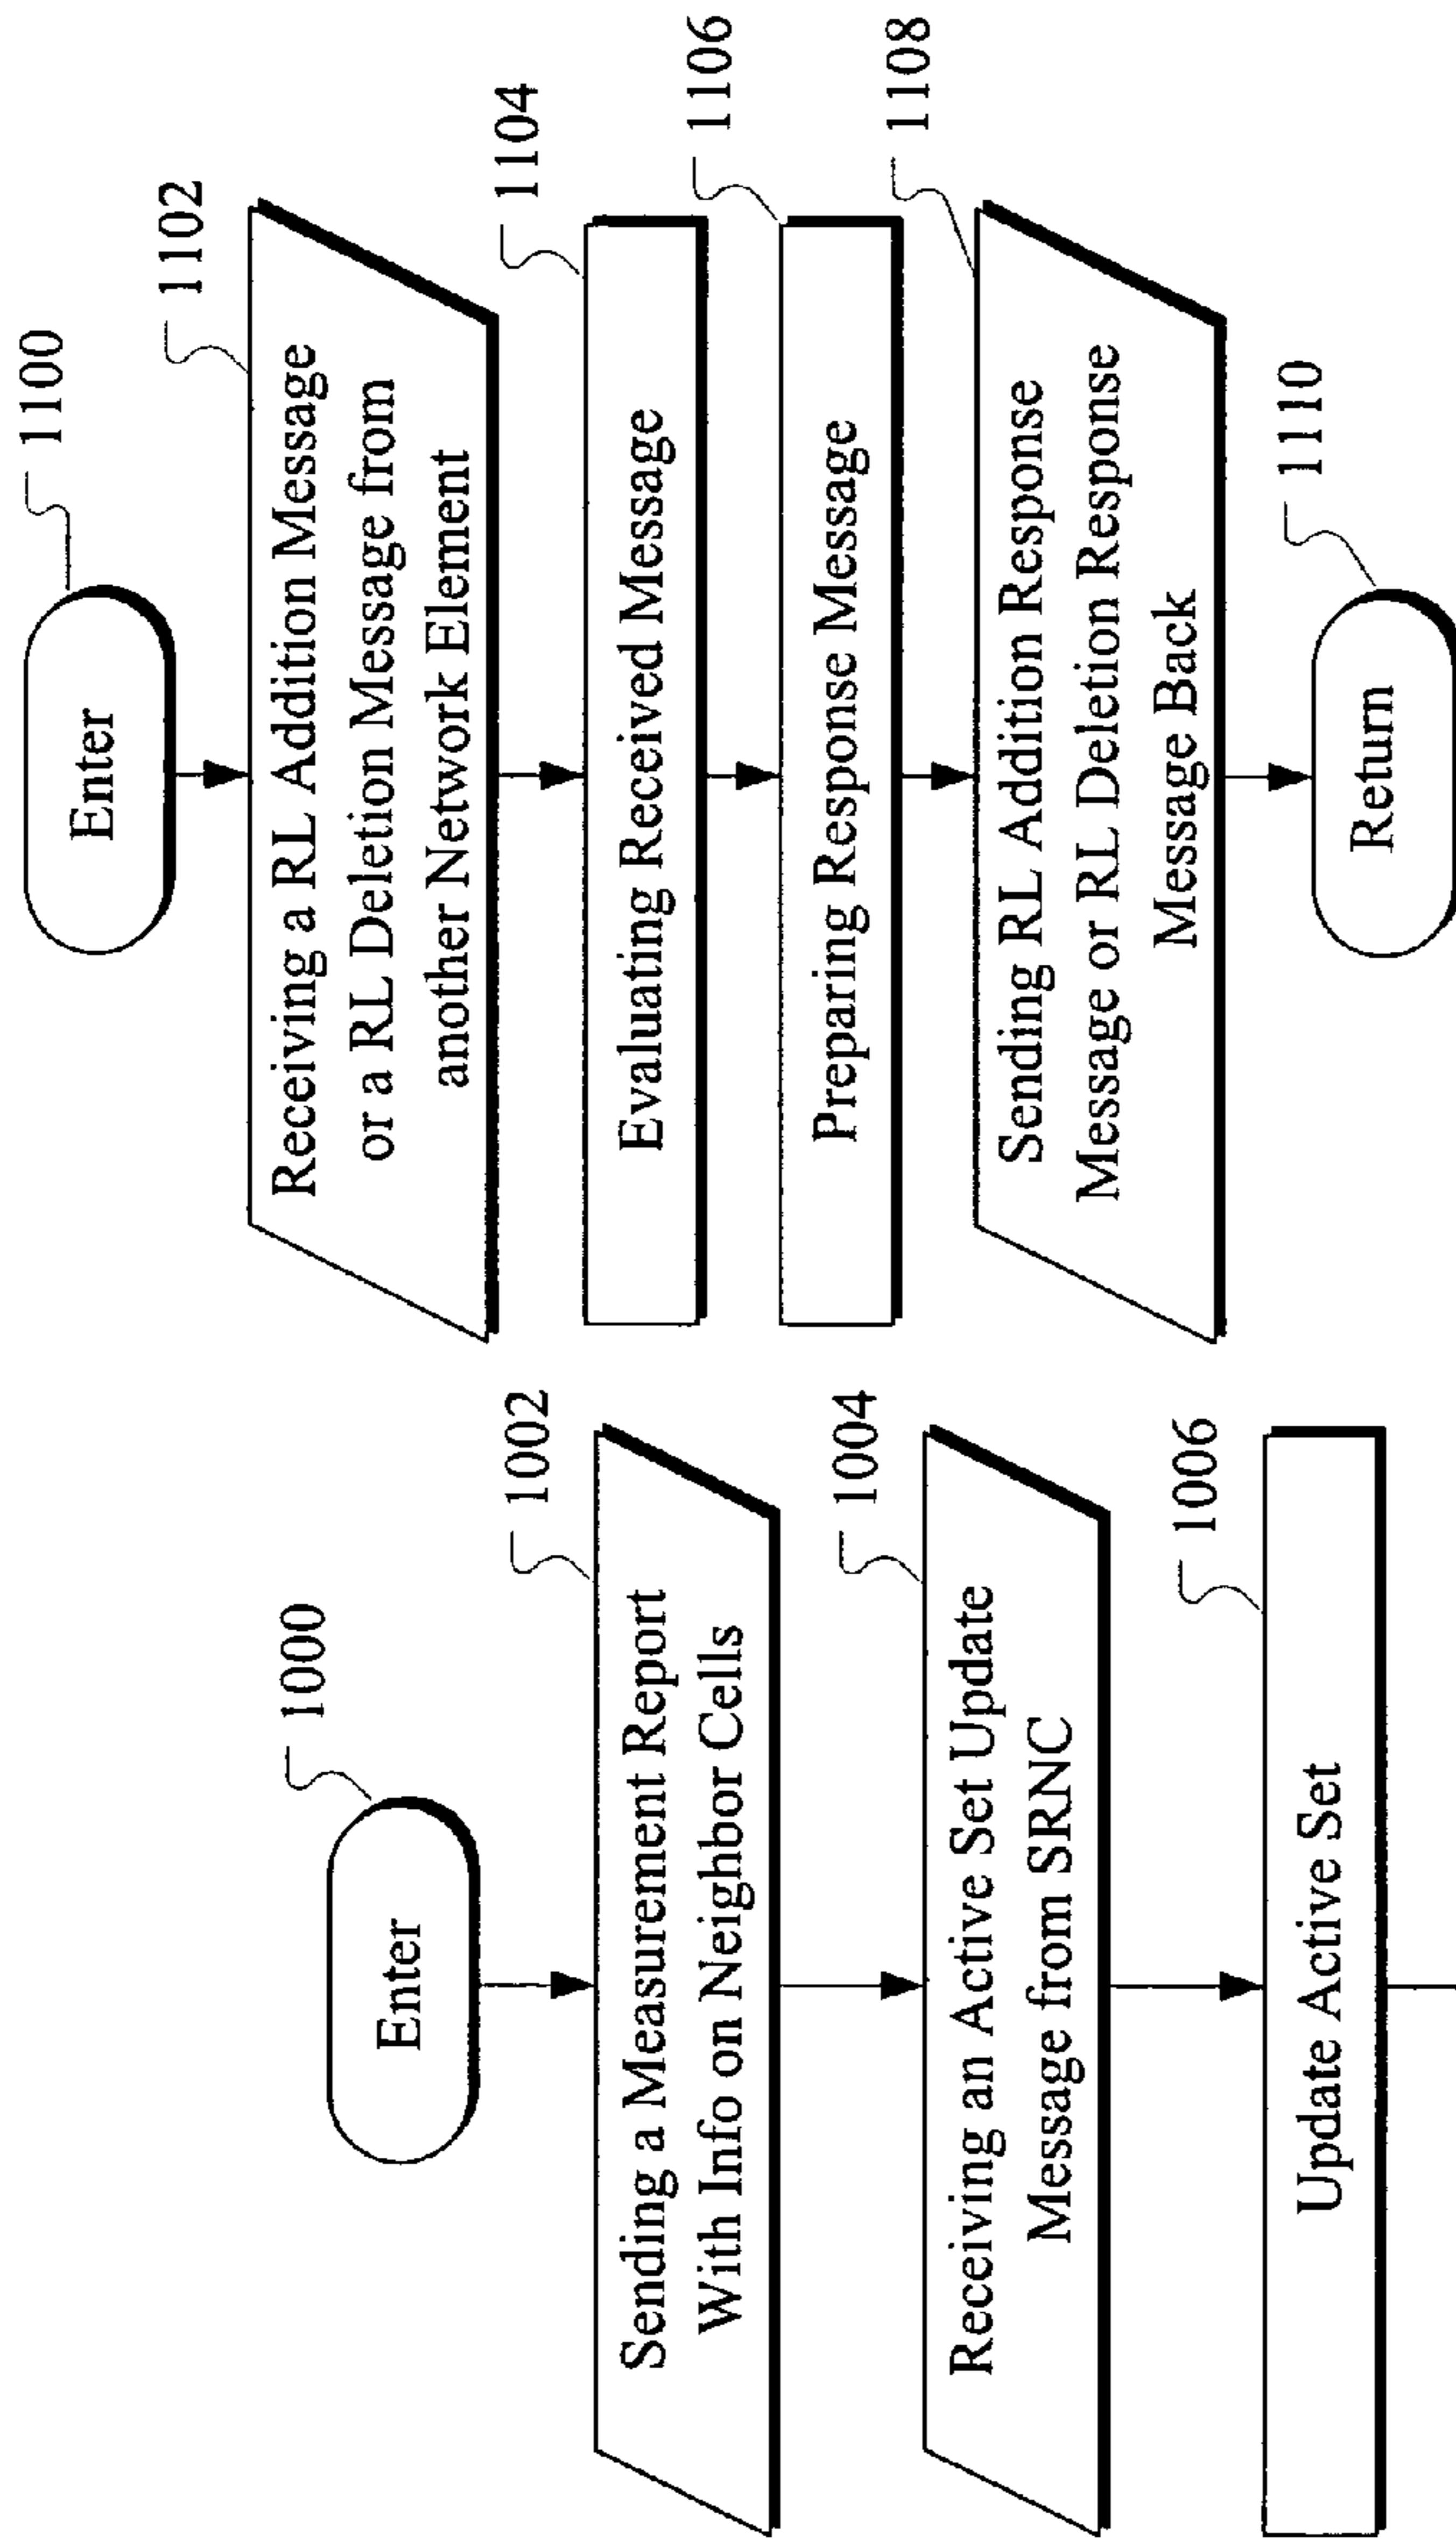 Enter
1000
1002
Sending a Measurement Report
With Info on Neighbor Cells
1004
Receiving an Active Set Update
Message from SRNC
1006
Update Active Set
Enter
1100
1102
Receiving a RL Addition Message
or a RL Deletion Message from
another Network Element
1104
Evaluating Received Message
1106
Preparing Response Message
1108
Sending RL Addition Response
Message or RL Deletion Response
Message Back
1110
Return